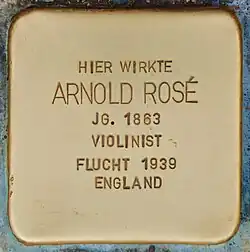 HIER WIRKTE
ARNOLD ROSÉ
JG. 1863
VIOLINIST
FLUCHT 1939
ENGLAND